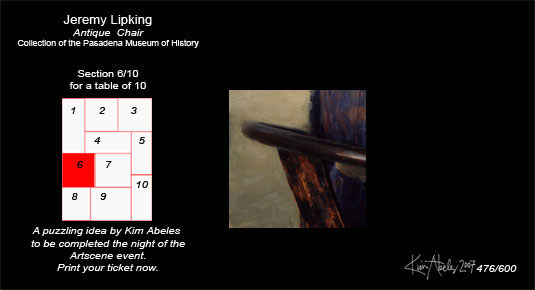 Jeremy Lipking
Antique Chair
Collection of the Pasadena Museum of History
Section 6/10
for a table of 10
1 2 3
4 5
6 7
10
8 9
A puzzling idea by Kim Abeles
to be completed the night of the
Artscene event.
Print your ticket now.
Kim Abeles 2007 476/600